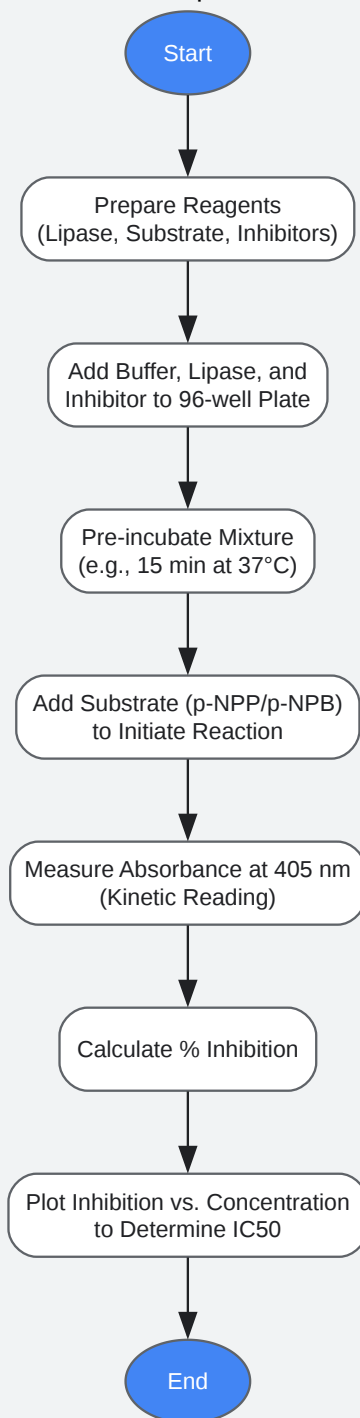 Start
Prepare Reagents
(Lipase, Substrate, Inhibitors)
Add Buffer, Lipase, and
Inhibitor to 96-well Plate
Pre-incubate Mixture
(e.g., 15 min at 37°C)
Add Substrate (p-NPP/p-NPB)
to Initiate Reaction
Measure Absorbance at 405 nm
(Kinetic Reading)
Calculate % Inhibition
Plot Inhibition vs. Concentration
to Determine IC50
End